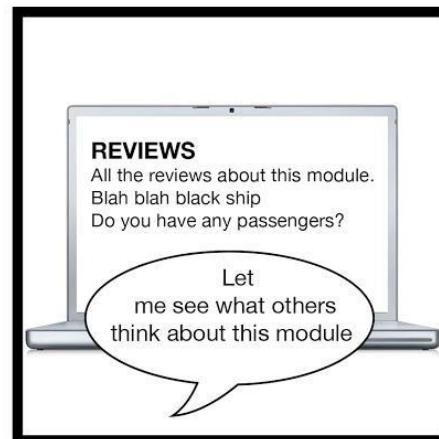 REVIEWS
All the reviews about this module.
Blah blah black ship
Do you have any passengers?
Let
me see what others
think about this module